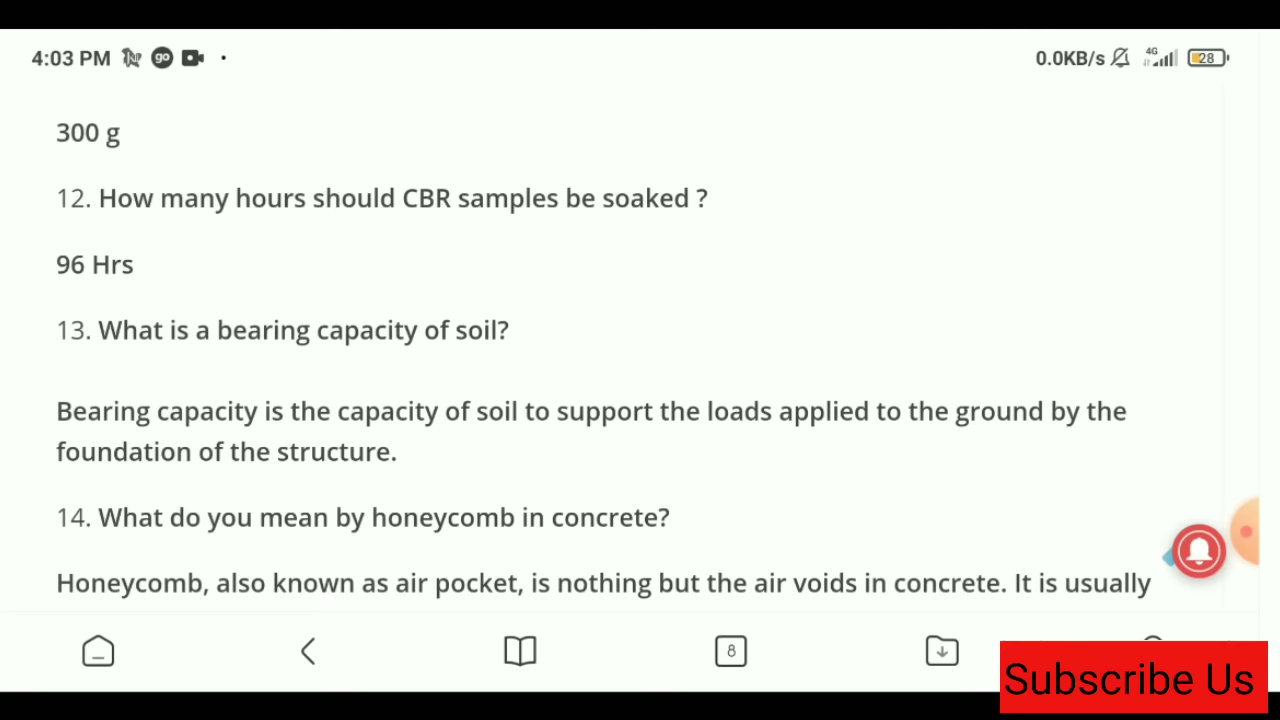 4:03 PM go
0.0KB/s 4G 28
300 g
12. How many hours should CBR samples be soaked ?
96 Hrs
13. What is a bearing capacity of soil?
Bearing capacity is the capacity of soil to support the loads applied to the ground by the
foundation of the structure.
14. What do you mean by honeycomb in concrete?
Honeycomb, also known as air pocket, is nothing but the air voids in concrete. It is usually
8
Subscribe Us